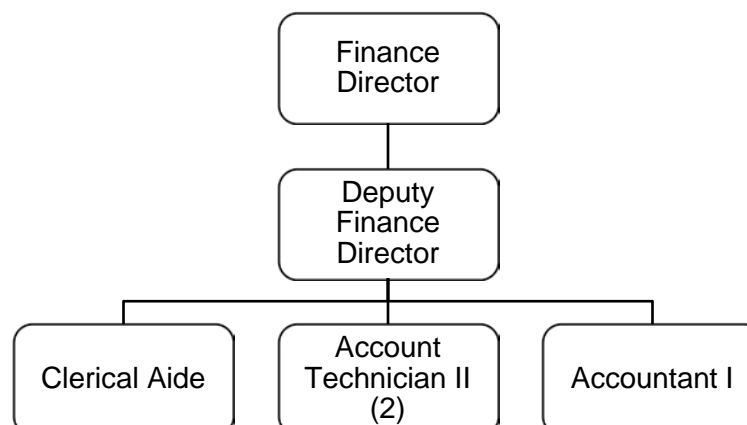 Finance
Director
Deputy
Finance
Director
Clerical Aide
Account
Technician II
(2)
Accountant I